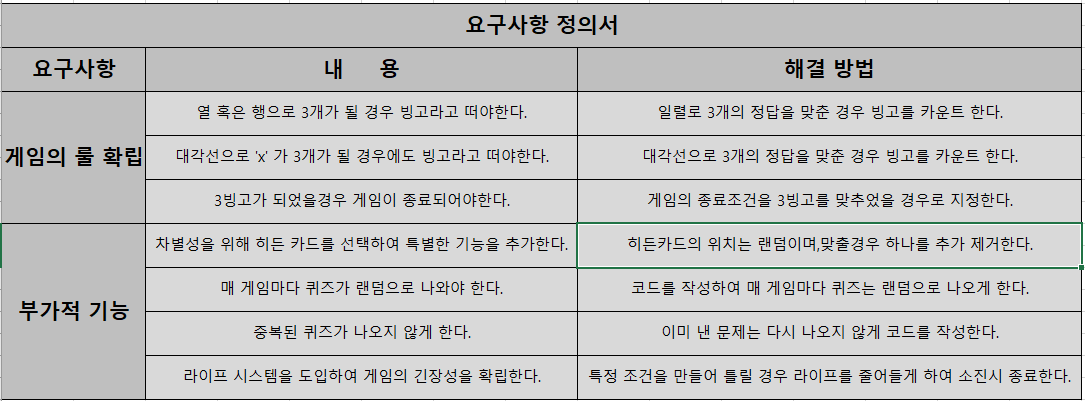 요구사항 정의서
요구사항 내 용 해결 방법
게임의 룰 확립
열 혹은 행으로 3개가 될 경우 빙고라고 떠야한다. 일렬로 3개의 정답을 맞춘 경우 빙고를 카운트 한다.
대각선으로 'x' 가 3개가 될 경우에도 빙고라고 떠야한다. 대각선으로 3개의 정답을 맞춘 경우 빙고를 카운트 한다.
3빙고가 되었을경우 게임이 종료되어야한다. 게임의 종료조건을 3빙고를 맞추었을 경우로 지정한다.
부가적 기능
차별성을 위해 히든 카드를 선택하여 특별한 기능을 추가한다. 히든카드의 위치는 랜덤이며,맞출경우 하나를 추가 제거한다.
매 게임마다 퀴즈가 랜덤으로 나와야 한다. 코드를 작성하여 매 게임마다 퀴즈는 랜덤으로 나오게 한다.
중복된 퀴즈가 나오지 않게 한다. 이미 낸 문제는 다시 나오지 않게 코드를 작성한다.
라이프 시스템을 도입하여 게임의 긴장성을 확립한다. 특정 조건을 만들어 틀릴 경우 라이프를 줄어들게 하여 소진시 종료한다.